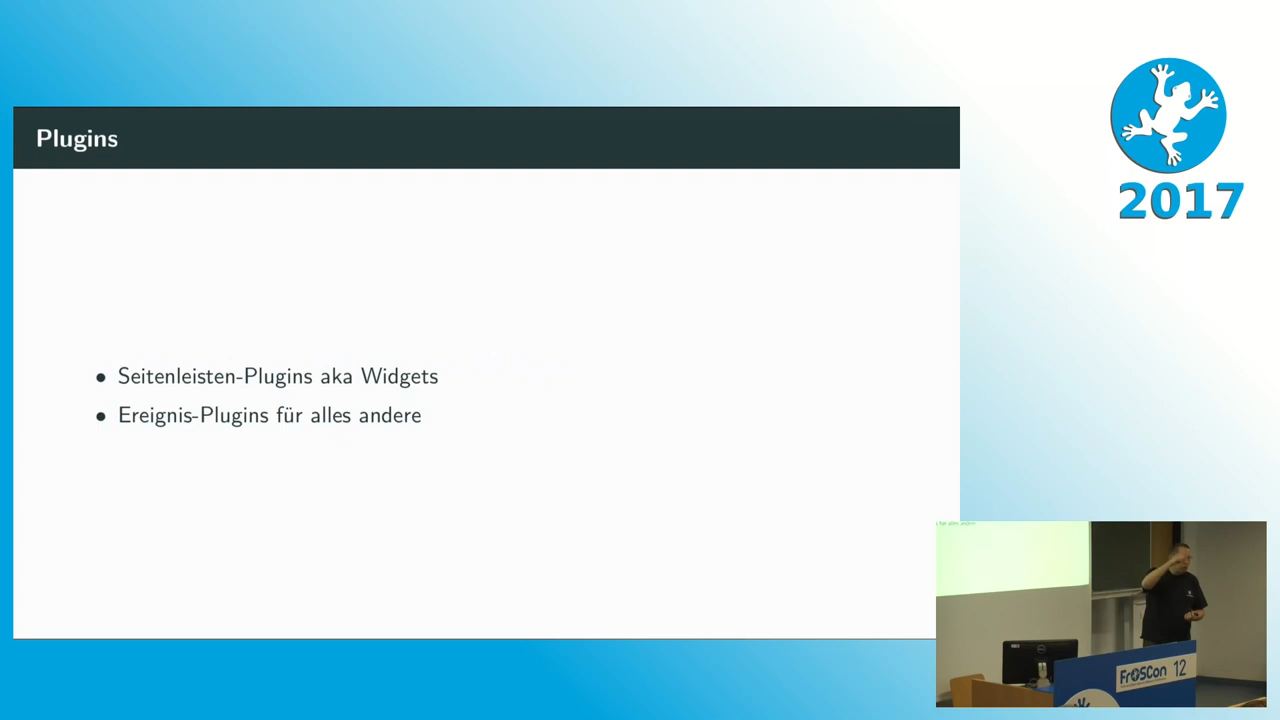 Plugins
2017
• Seitenleisten-Plugins aka Widgets
• Ereignis-Plugins für alles andere
FrOSCon 12